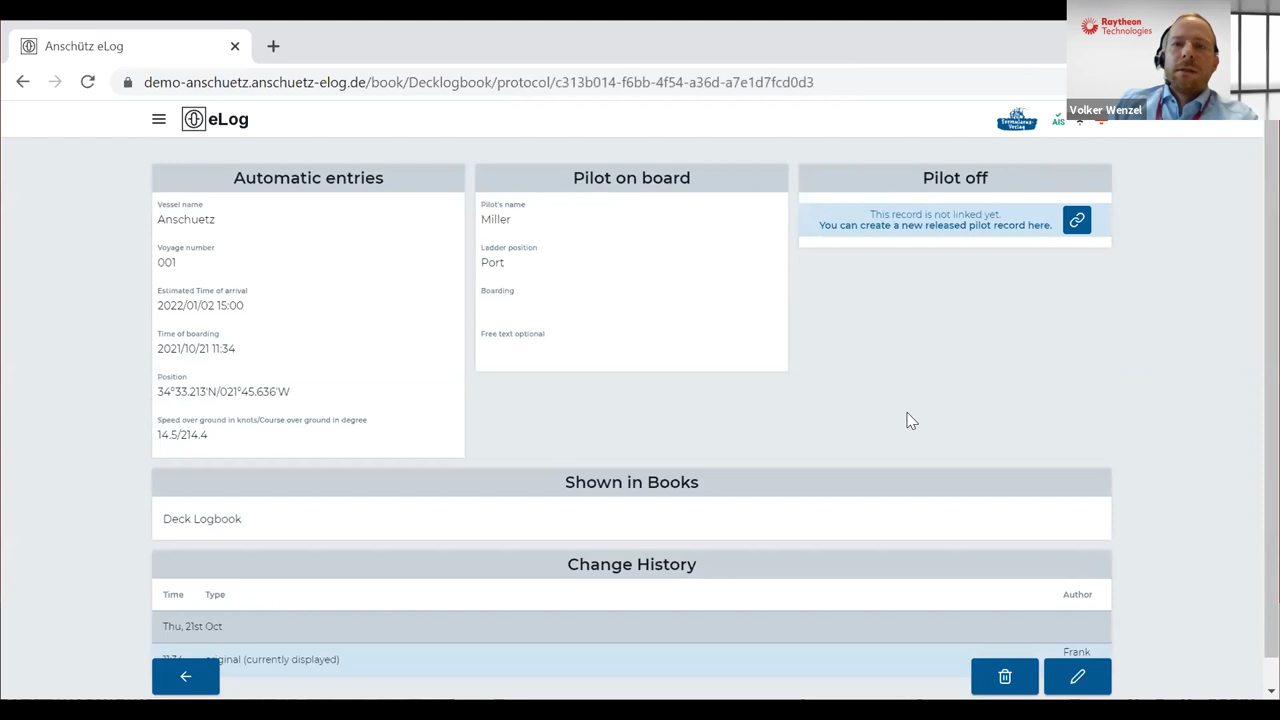 Anschütz eLog
demo-anschuetz.anschuetz-elog.de/book/Decklogbook/protocol/c313b014-f6bb-4f54-a36d-a7e1d7fcd0d3
Raytheon
Technologies
Volker Wenzel
eLog
Formularox-
Verlag
AIS
Automatic entries
Vessel name
Anschuetz
Voyage number
001
Estimated Time of arrival
2022/01/02 15:00
Time of boarding
2021/10/21 11:34
Position
34°33.213'N/021°45.636'W
Speed over ground in knots/Course over ground in degree
14.5/214.4
Pilot on board
Pilot's name
Miller
Ladder position
Port
Boarding
Free text optional
Pilot off
This record is not linked yet.
You can create a new released pilot record here.
Shown in Books
Deck Logbook
Change History
Time Type Author
Thu, 21st Oct
11:34 original (currently displayed) Frank